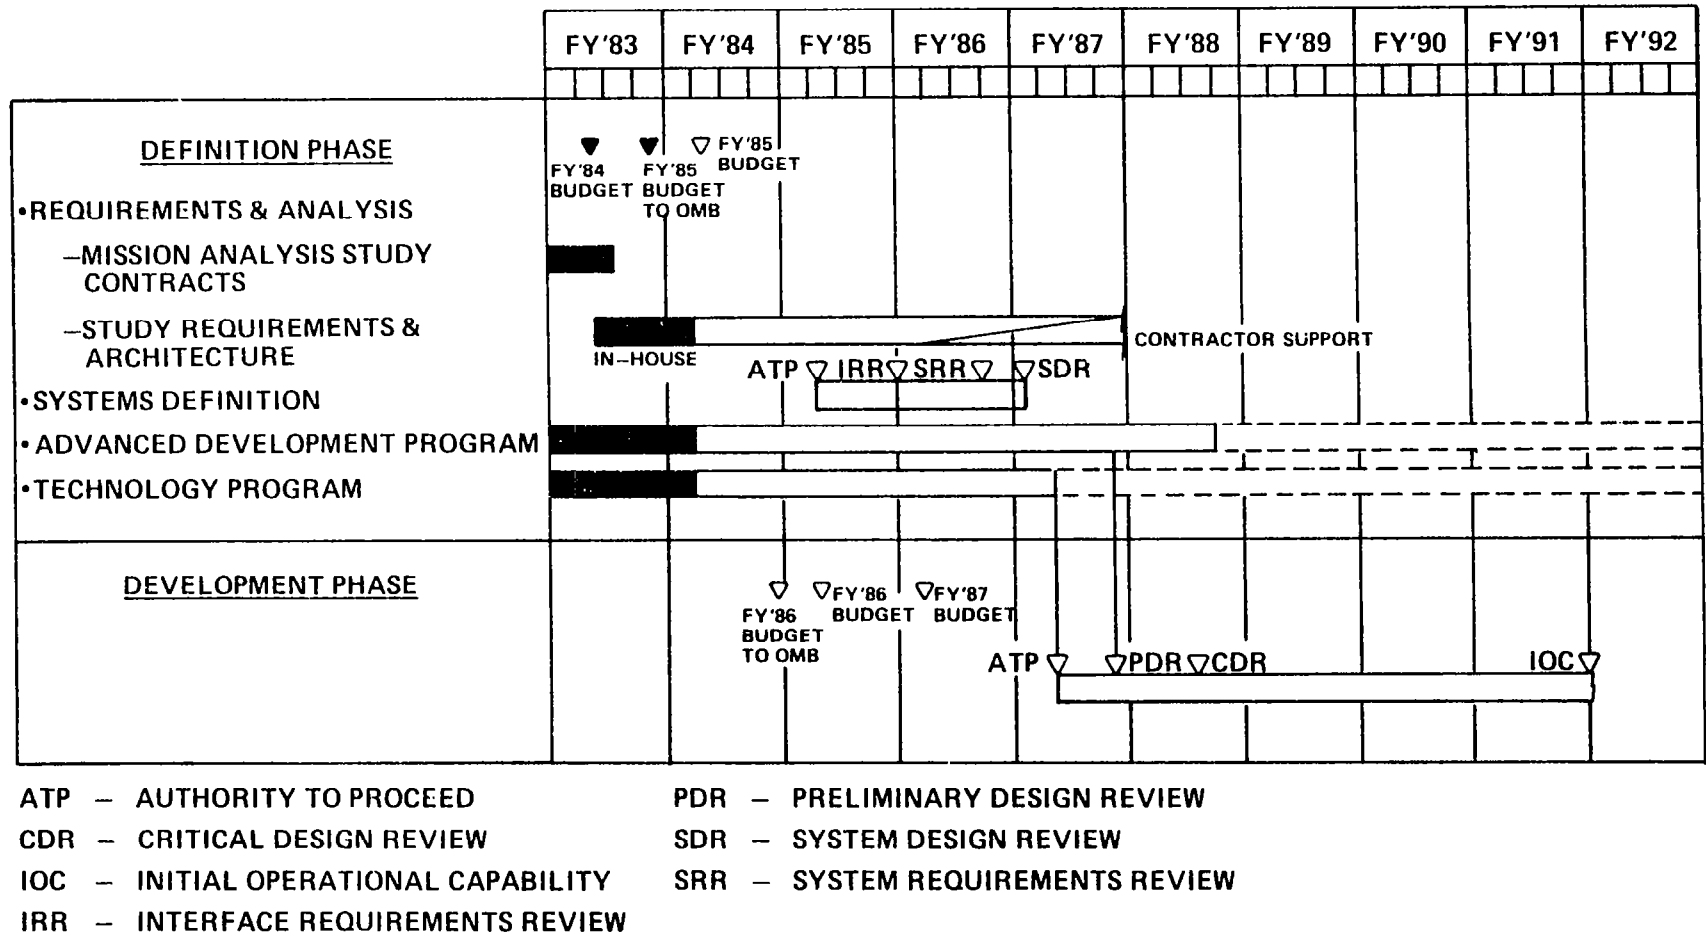 FY'83 FY'84 FY'85 FY'86 FY'87 FY'88 FY'89 FY'90 FY'91 FY'92
DEFINITION PHASE
FY'84
BUDGET
FY'85
BUDGET
TO OMB
FY'85
BUDGET
•REQUIREMENTS & ANALYSIS
–MISSION ANALYSIS STUDY
CONTRACTS
–STUDY REQUIREMENTS &
ARCHITECTURE
IN–HOUSE
CONTRACTOR SUPPORT
ATP IRR SRR SDR
•SYSTEMS DEFINITION
•ADVANCED DEVELOPMENT PROGRAM
•TECHNOLOGY PROGRAM
DEVELOPMENT PHASE
FY'86
BUDGET
TO OMB
FY'86
BUDGET
FY'87
BUDGET
ATP PDR CDR IOC
ATP – AUTHORITY TO PROCEED
CDR – CRITICAL DESIGN REVIEW
IOC – INITIAL OPERATIONAL CAPABILITY
IRR – INTERFACE REQUIREMENTS REVIEW
PDR – PRELIMINARY DESIGN REVIEW
SDR – SYSTEM DESIGN REVIEW
SRR – SYSTEM REQUIREMENTS REVIEW